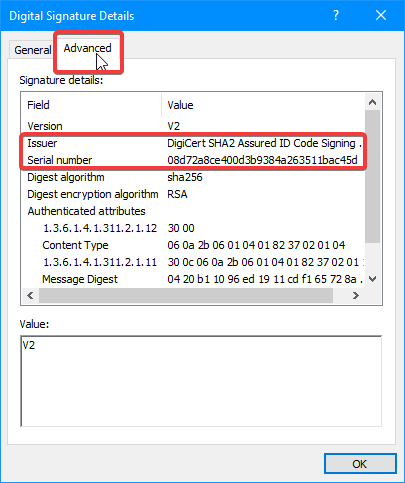 Digital Signature Details
General Advanced
Signature details:
Field Value
Version V2
Issuer DigiCert SHA2 Assured ID Code Signing .
Serial number 08d72a8ce400d3b9384a263511bac45d
Digest algorithm sha256
Digest encryption algorithm RSA
Authenticated attributes
1.3.6.1.4.1.311.2.1.12 30 00
Content Type 06 0a 2b 06 01 04 01 82 37 02 01 04
1.3.6.1.4.1.311.2.1.11 30 0c 06 0a 2b 06 01 04 01 82 37 02 01
Message Digest 04 20 b1 10 96 ed 19 11 cd f1 65 72 8a .
Value:
V2
OK